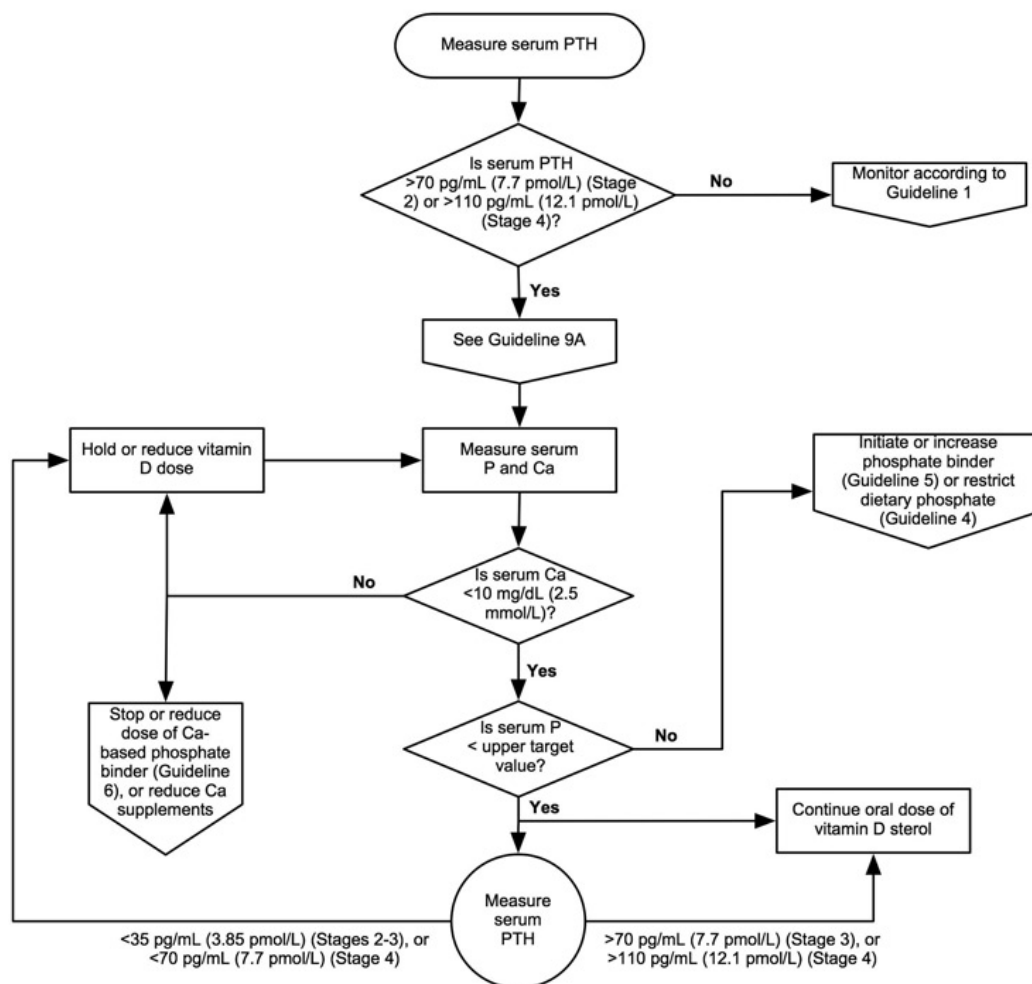 Measure serum PTH
Is serum PTH
>70 pg/mL (7.7 pmol/L) (Stage
2) or >110 pg/mL (12.1 pmol/L)
(Stage 4)?
No
Monitor according to
Guideline 1
Yes
See Guideline 9A
Hold or reduce vitamin
D dose
Measure serum
P and Ca
Initiate or increase
phosphate binder
(Guideline 5) or restrict
dietary phosphate
(Guideline 4)
No
Is serum Ca
<10 mg/dL (2.5
mmol/L)?
Yes
Stop or reduce
dose of Ca-
based phosphate
binder (Guideline
6), or reduce Ca
supplements
Is serum P
< upper target
value?
No
Yes
Continue oral dose of
vitamin D sterol
Measure
serum
PTH
<35 pg/mL (3.85 pmol/L) (Stages 2-3), or
<70 pg/mL (7.7 pmol/L) (Stage 4)
>70 pg/mL (7.7 pmol/L) (Stage 3), or
>110 pg/mL (12.1 pmol/L) (Stage 4)